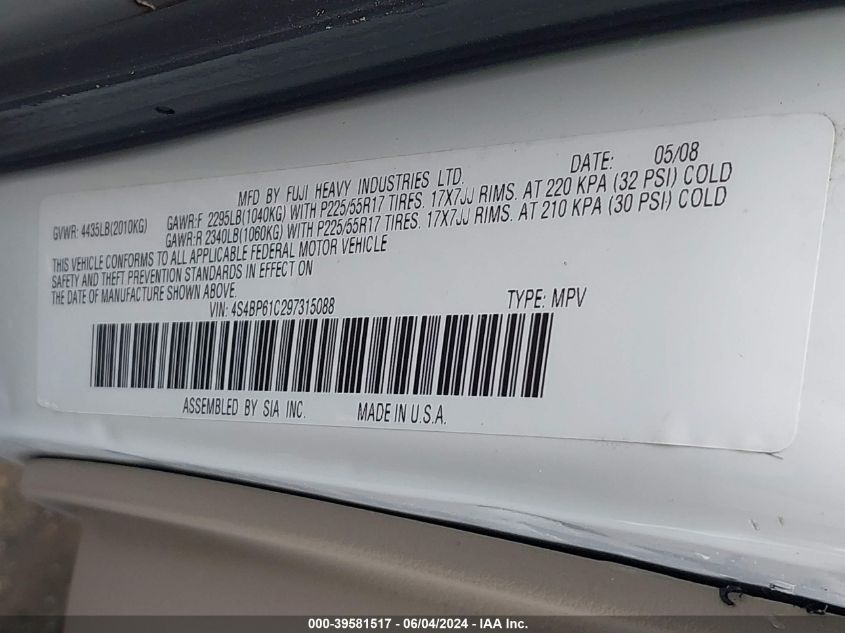 MFD BY FUJI HEAVY INDUSTRIES LTD. DATE: 05/08
GVWR: 4435LB(2010KG) GAWR:F 2295LB(1040KG) WITH P225/55R17 TIRES. 17X7JJ RIMS. AT 220 KPA (32 PSI) COLD
GAWR:R 2340LB(1060KG) WITH P225/55R17 TIRES. 17X7JJ RIMS. AT 210 KPA (30 PSI) COLD
THIS VEHICLE CONFORMS TO ALL APPLICABLE FEDERAL MOTOR VEHICLE
SAFETY AND THEFT PREVENTION STANDARDS IN EFFECT ON
THE DATE OF MANUFACTURE SHOWN ABOVE.
VIN: 4S4BP61C297315088 TYPE: MPV
ASSEMBLED BY SIA INC. MADE IN U.S.A.
000-39581517 - 06/04/2024 - IAA Inc.